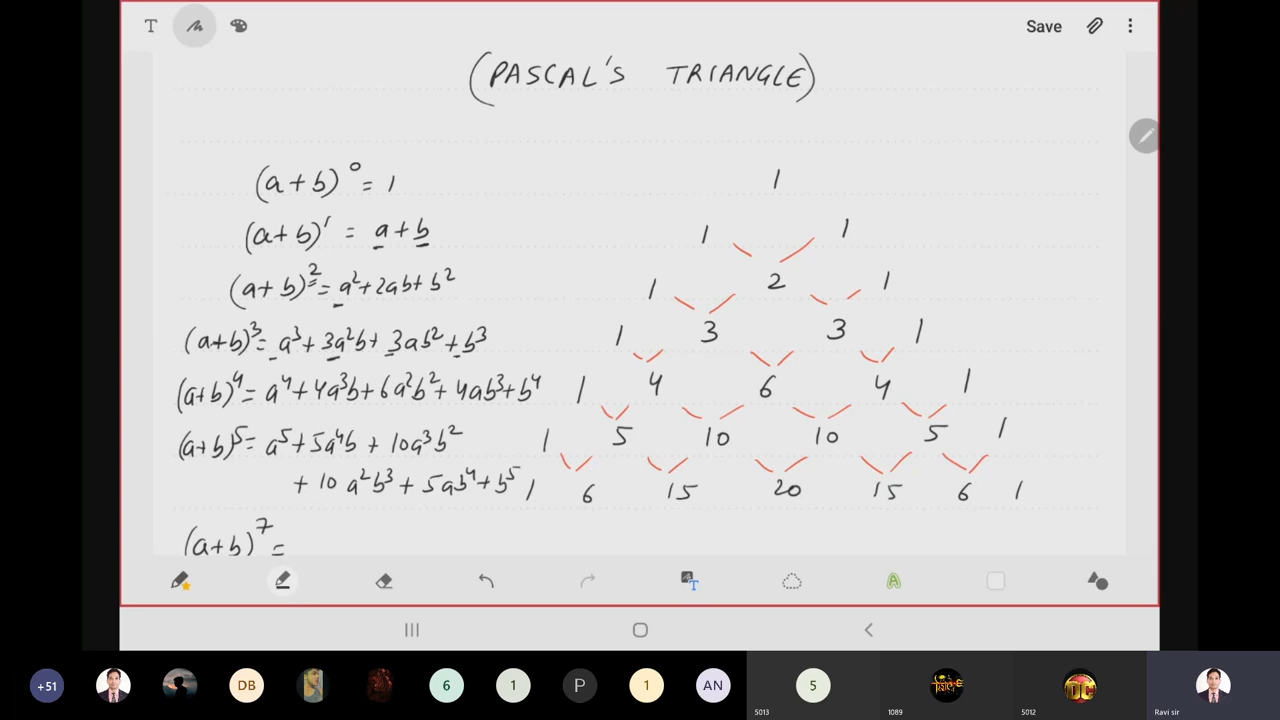 T Save
(PASCAL'S TRIANGLE)
(a+b)⁰ = 1
1
(a+b)¹ = a + b
1 1
(a+b)² = a² + 2ab + b²
1 2 1
(a+b)³ = a³ + 3a²b + 3ab² + b³
1 3 3 1
(a+b)⁴ = a⁴ + 4a³b + 6a²b² + 4ab³ + b⁴
1 4 6 4 1
(a+b)⁵ = a⁵ + 5a⁴b + 10a³b²
1 5 10 10 5 1
+ 10a²b³ + 5ab⁴ + b⁵
1 6 15 20 15 6 1
(a+b)⁷ =
T A
+51 DB 6 1 P 1 AN 5
5013 1089 5012 Ravi sir